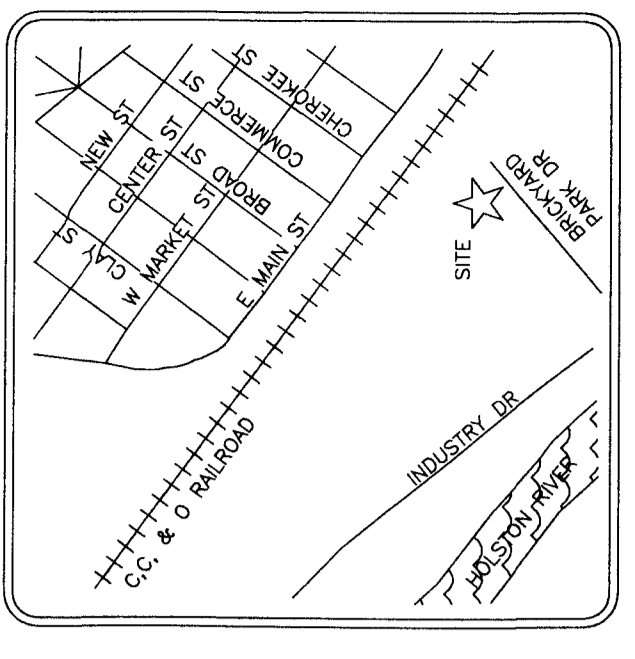 CHEROKEE ST
COMMERCE ST
NEW ST
CENTER ST
BROAD ST
CLAY ST
W MARKET ST
E MAIN ST
BRICKYARD
PARK DR
SITE
INDUSTRY DR
C.C. & O RAILROAD
HOLSTON RIVER